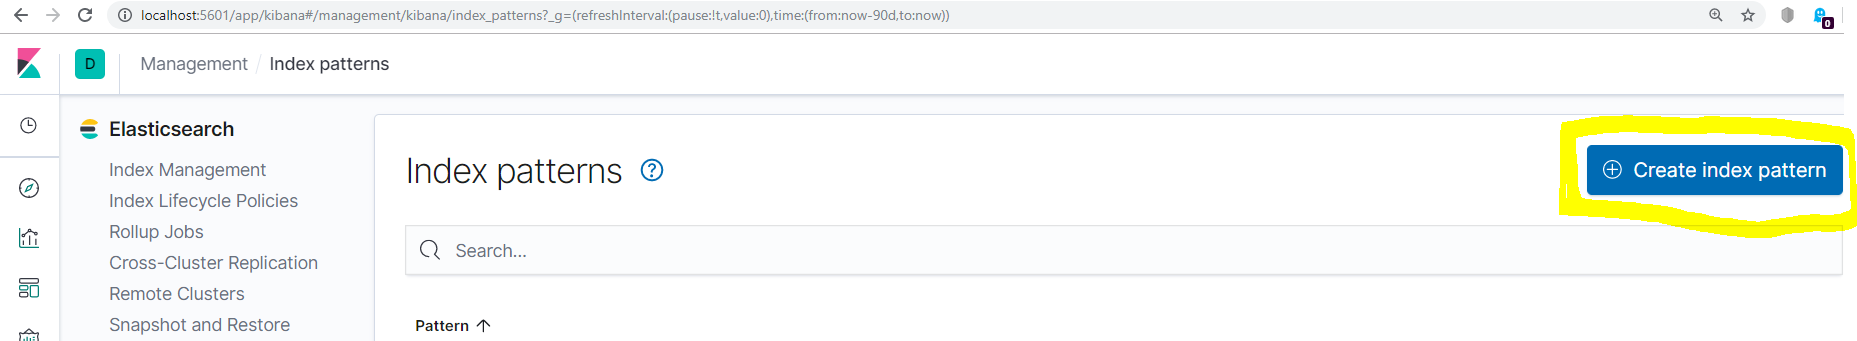 localhost:5601/app/kibana#/management/kibana/index_patterns?_g=(refreshInterval:(pause:!t,value:0),time:(from:now-90d,to:now))
0
D Management / Index patterns
Elasticsearch
Index Management
Index Lifecycle Policies
Rollup Jobs
Cross-Cluster Replication
Remote Clusters
Snapshot and Restore
Index patterns ?
Create index pattern
Search...
Pattern